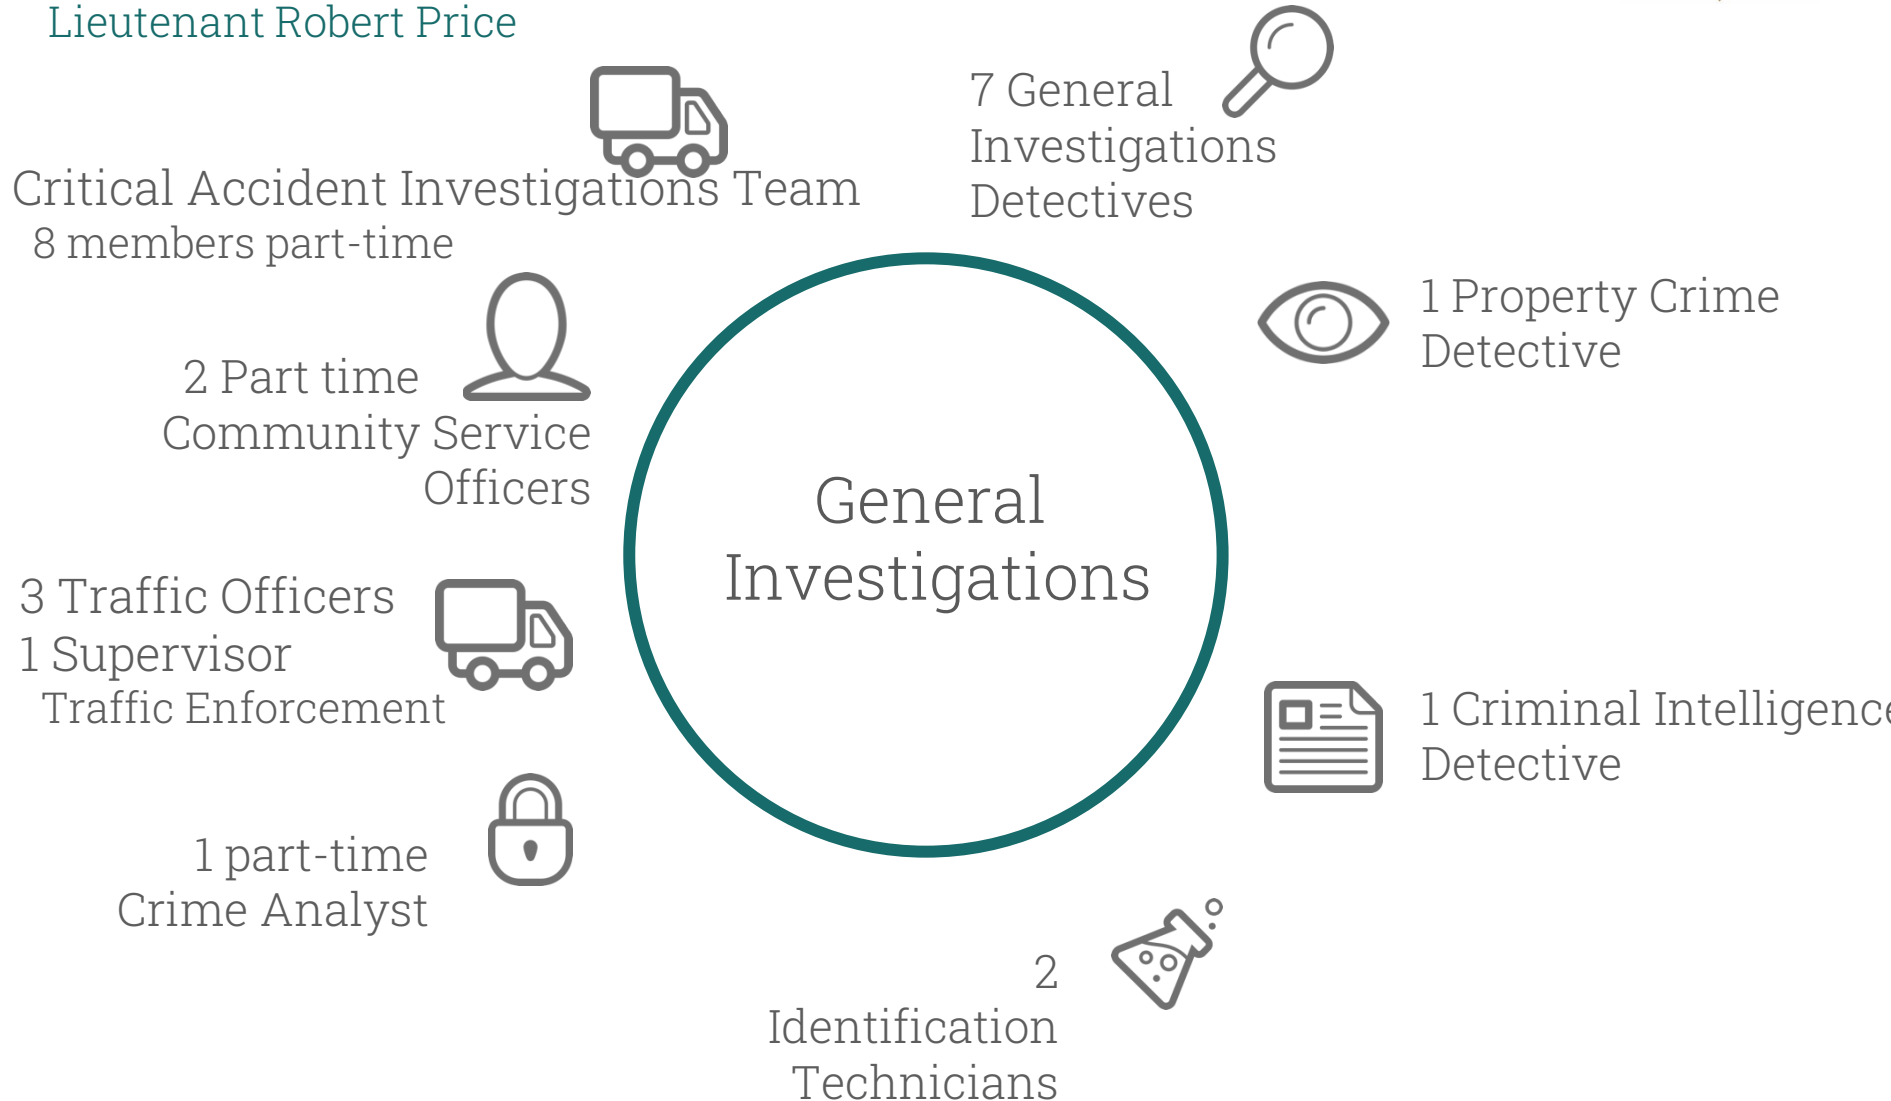 Lieutenant Robert Price
7 General
Investigations
Detectives
Critical Accident Investigations Team
8 members part-time
1 Property Crime
Detective
2 Part time
Community Service
Officers
General
Investigations
3 Traffic Officers
1 Supervisor
Traffic Enforcement
1 Criminal Intelligence
Detective
1 part-time
Crime Analyst
2
Identification
Technicians